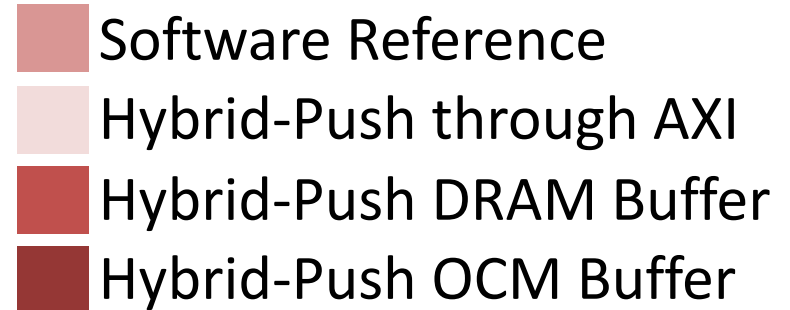 Software Reference
Hybrid-Push through AXI
Hybrid-Push DRAM Buffer
Hybrid-Push OCM Buffer